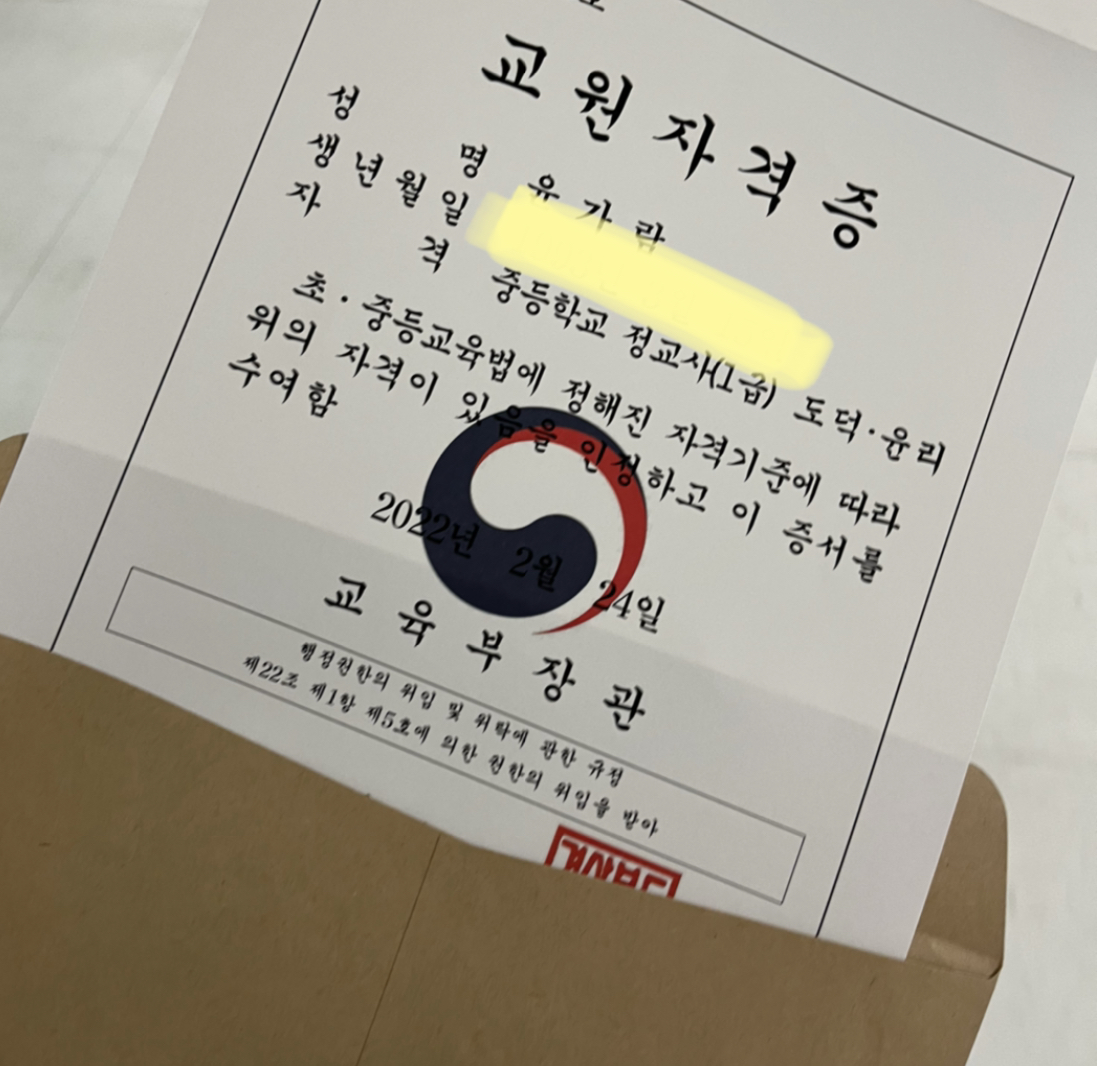 교원자격증
성 명 유가람
생년월일
자 격 중등학교 정교사(1급) 도덕·윤리
초·중등교육법에 정해진 자격기준에 따라
위의 자격이 있음을 인정하고 이 증서를
수여함
2022년 2월 24일
교육부장관
행정권한의 위임 및 위탁에 관한 규정
제22조 제1항 제5호에 의한 권한의 위임을 받아